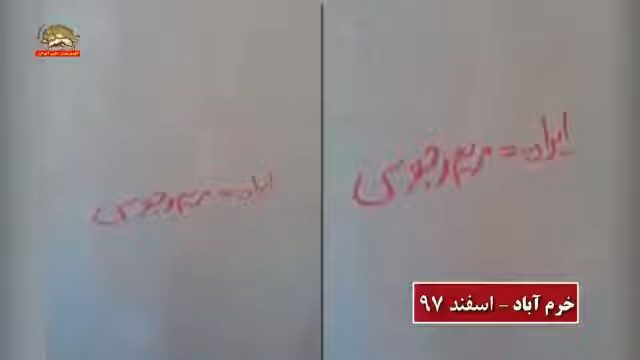 ایران = مریم رجوی
ایران = مریم رجوی
خرم آباد - اسفند ۹۷